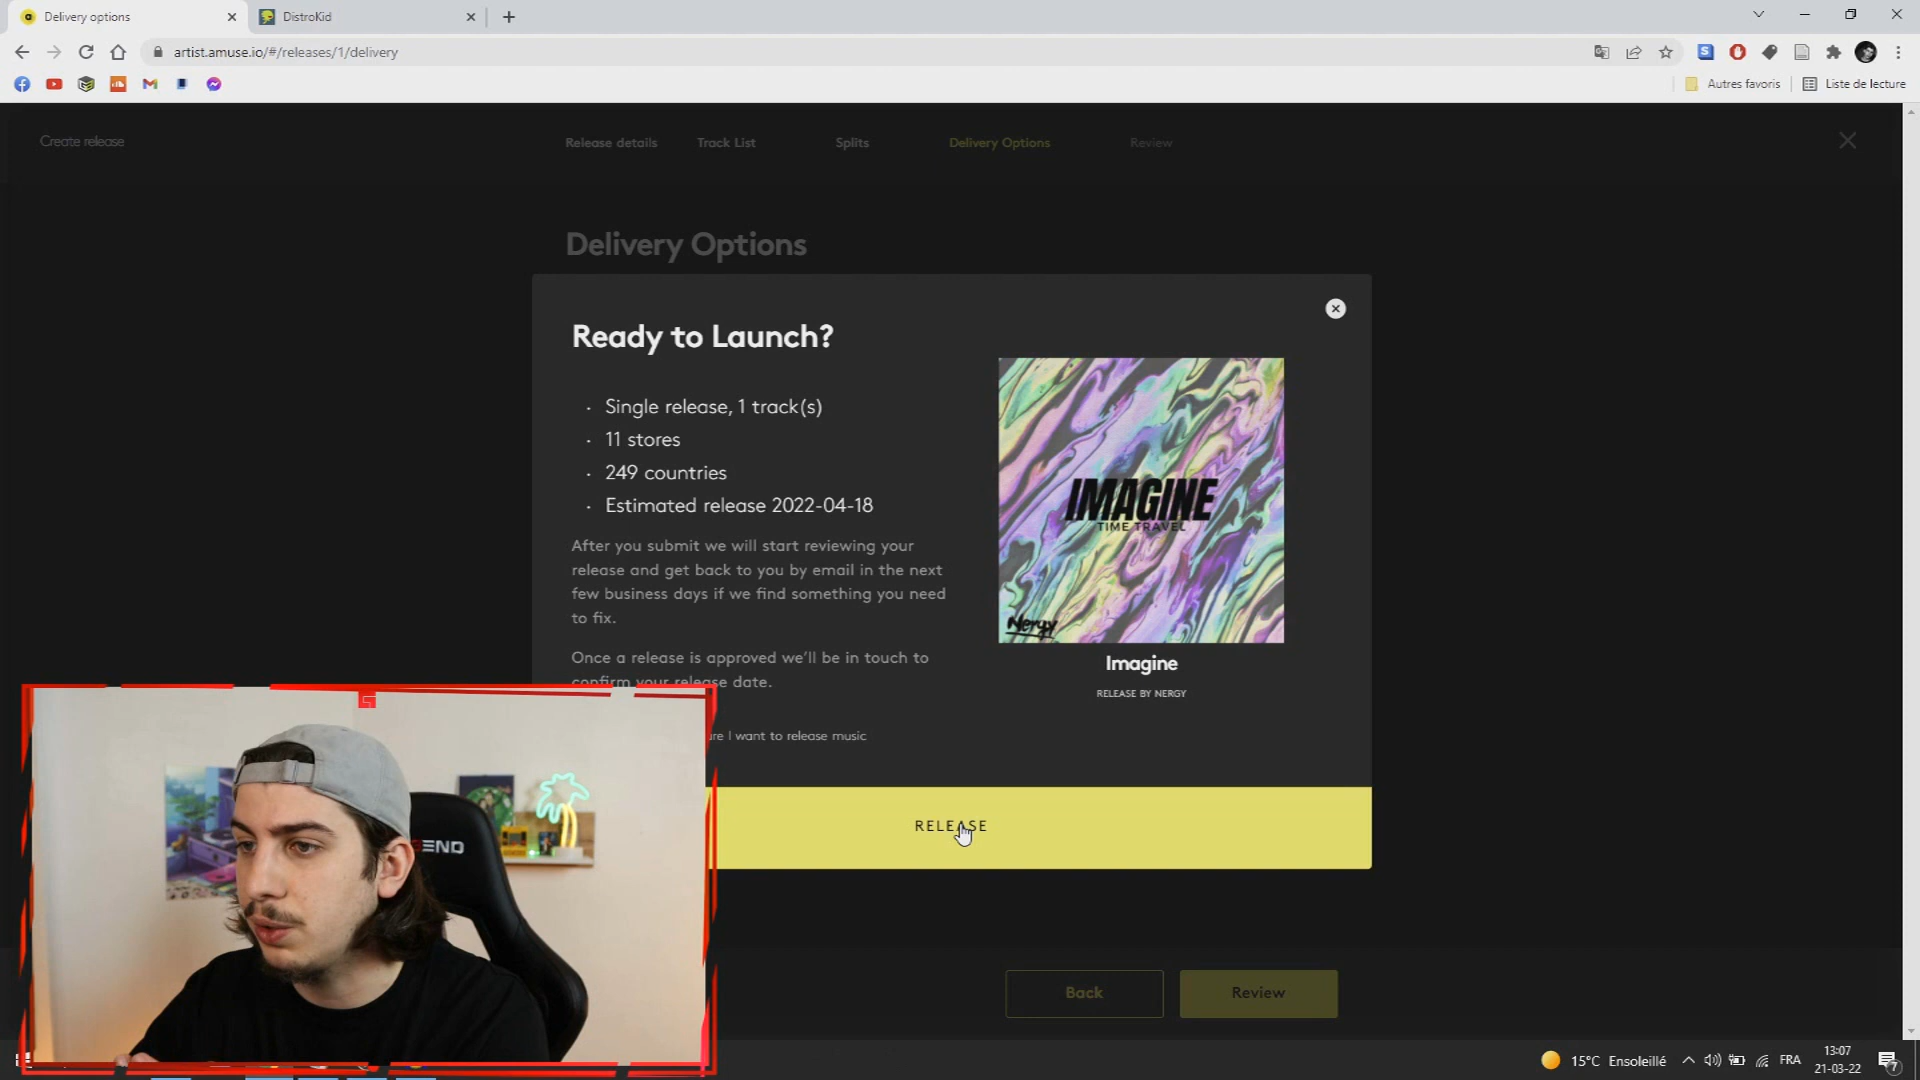 Delivery options
DistroKid
artist.amuse.io/#/releases/1/delivery
Autres favoris
Liste de lecture
Create release
Release details
Track List
Splits
Delivery Options
Review
Delivery Options
Ready to Launch?
· Single release, 1 track(s)
· 11 stores
· 249 countries
· Estimated release 2022-04-18
After you submit we will start reviewing your
release and get back to you by email in the next
few business days if we find something you need
to fix.
Once a release is approved we'll be in touch to
confirm your release date.
I want to release music
IMAGINE
TIME TRAVEL
Nergy
Imagine
RELEASE BY NERGY
RELEASE
Back
Review
15°C Ensoleillé
FRA
13:07
21-03-22
7